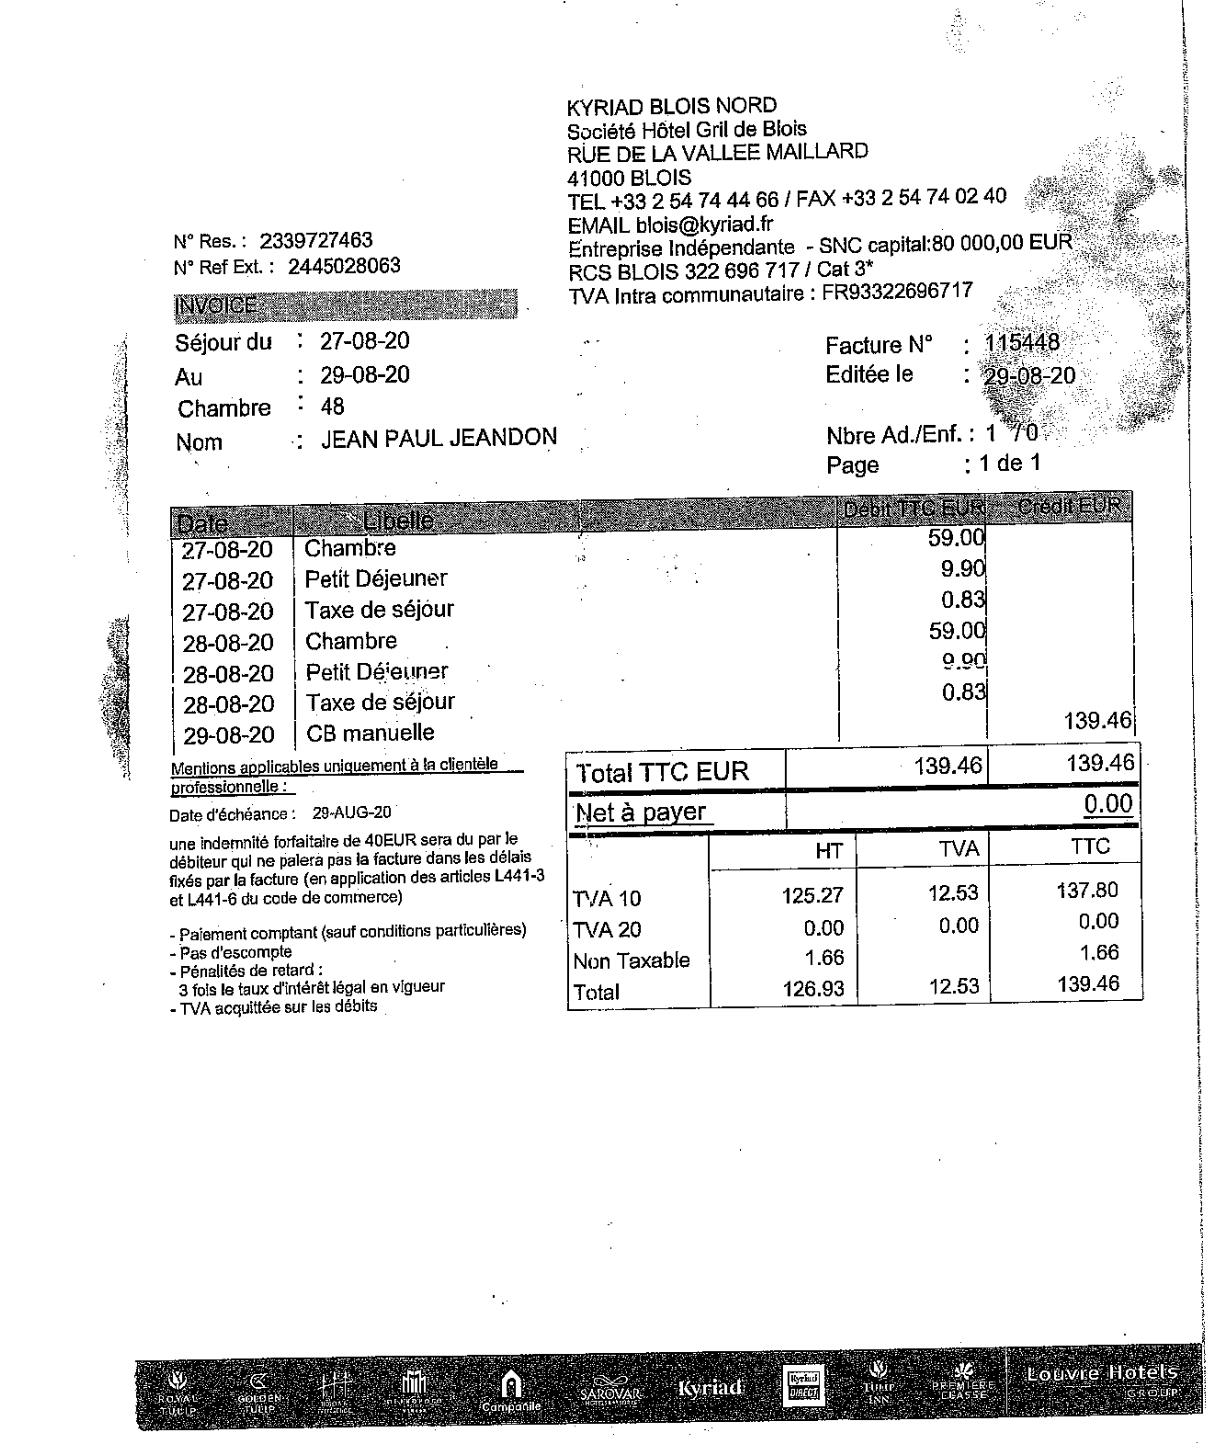 KYRIAD BLOIS NORD
Société Hôtel Gril de Blois
RUE DE LA VALLEE MAILLARD
41000 BLOIS
TEL +33 2 54 74 44 66 / FAX +33 2 54 74 02 40
EMAIL blois@kyriad.fr
Entreprise Indépendante - SNC capital:80 000,00 EUR
RCS BLOIS 322 696 717 / Cat 3*
TVA Intra communautaire : FR93322696717
N° Res. : 2339727463
N° Ref Ext. : 2445028063
INVOICE
Séjour du : 27-08-20
Au : 29-08-20
Chambre : 48
Nom : JEAN PAUL JEANDON
Facture N° : 115448
Editée le : 29-08-20
Nbre Ad./Enf. : 1 /0
Page : 1 de 1
Date Libelle Débit TTC EUR Crédit EUR
27-08-20 Chambre 59.00
27-08-20 Petit Déjeuner 9.90
27-08-20 Taxe de séjour 0.83
28-08-20 Chambre 59.00
28-08-20 Petit Déjeuner 9.90
28-08-20 Taxe de séjour 0.83
29-08-20 CB manuelle 139.46
Mentions applicables uniquement à la clientèle
professionnelle :
Date d'échéance : 29-AUG-20
une indemnité forfaitaire de 40EUR sera du par le
débiteur qui ne palera pas la facture dans les délais
fixés par la facture (en application des articles L441-3
et L441-6 du code de commerce)
- Paiement comptant (sauf conditions particulières)
- Pas d'escompte
- Pénalités de retard :
3 fois le taux d'intérêt légal en vigueur
- TVA acquittée sur les débits
Total TTC EUR 139.46 139.46
Net à payer 0.00
HT TVA TTC
TVA 10 125.27 12.53 137.80
TVA 20 0.00 0.00 0.00
Non Taxable 1.66 1.66
Total 126.93 12.53 139.46
ROYAL TULIP
GOLDEN TULIP
Campanile
SAROVAR
Kyriad
Kyriad DIRECT
TULIP INN
PREMIERE CLASSE
Louvre Hotels
GROUP